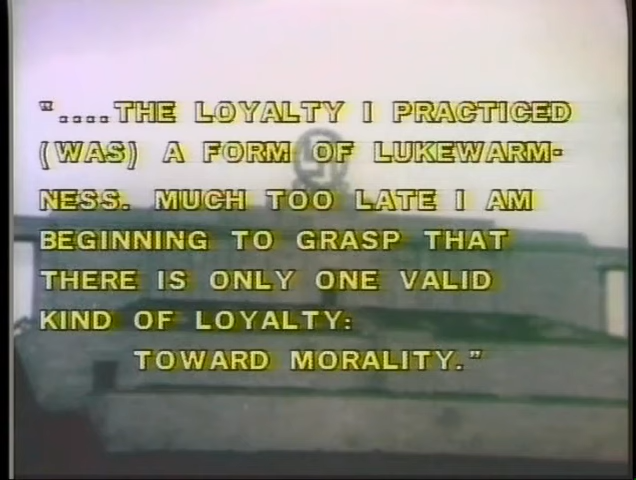 "....THE LOYALTY I PRACTICED
(WAS) A FORM OF LUKEWARM-
NESS. MUCH TOO LATE I AM
BEGINNING TO GRASP THAT
THERE IS ONLY ONE VALID
KIND OF LOYALTY:
TOWARD MORALITY."